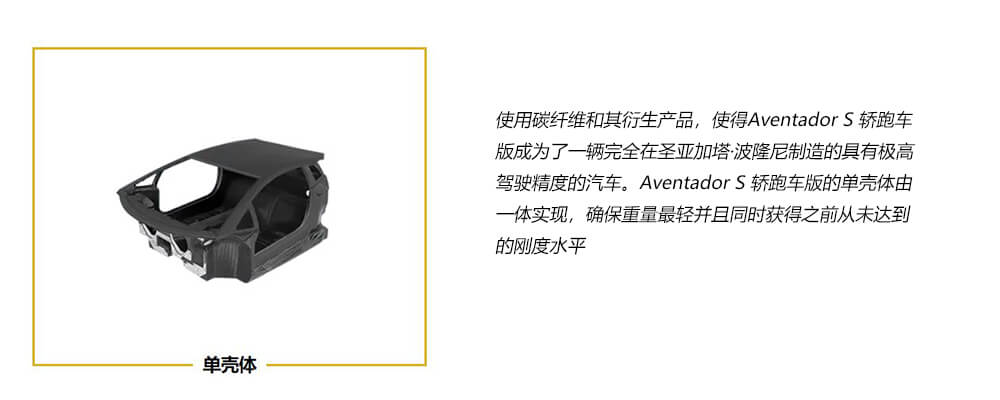 使用碳纤维和其衍生产品，使得Aventador S 轿跑车
版成为了一辆完全在圣亚加塔·波隆尼制造的具有极高
驾驶精度的汽车。Aventador S 轿跑车版的单壳体由
一体实现，确保重量最轻并且同时获得之前从未达到
的刚度水平
单壳体